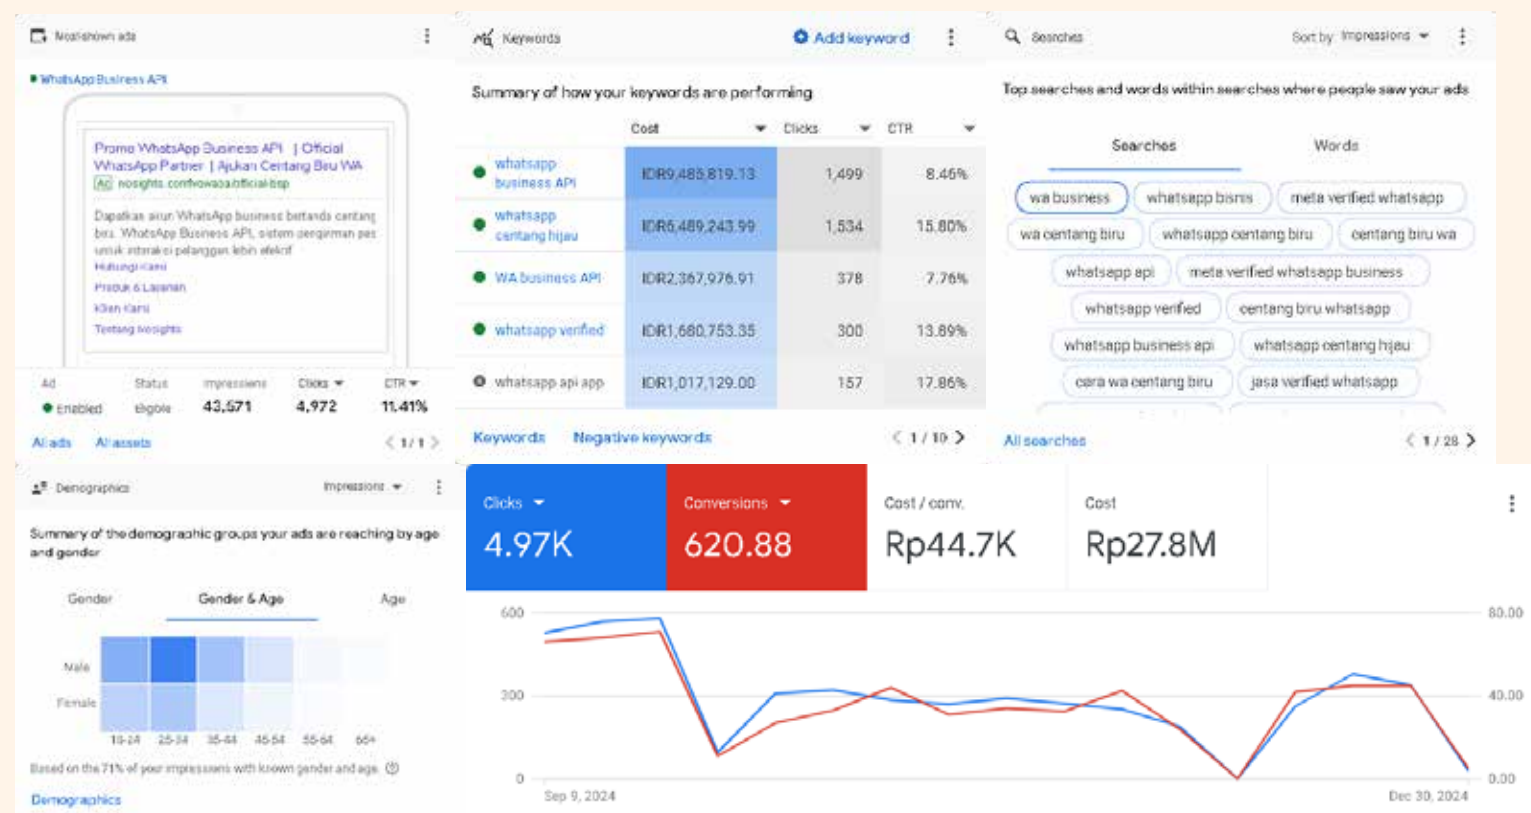 Most-shown ads
WhatsApp Business API
Promo WhatsApp Business API | Official
WhatsApp Partner | Ajukan Centang Biru WA
Ad
Dapatkan akun WhatsApp business bertanda centang
biru. WhatsApp Business API, sistem pengiriman pes
untuk interaksi pelanggan lebih efektif
Hubungi Kami
Produk & Layanan
Klien Kami
Tentang Nosights
Ad Status Impressions Clicks CTR
Enabled Eligible 43,571 4,972 11.41%
All ads All assets 1 / 1
Keywords Add keyword
Summary of how your keywords are performing
Cost Clicks CTR
whatsapp business API IDR9,485,819.13 1,499 8.46%
whatsapp centang hijau IDR6,489,243.99 1,534 15.80%
WA business API IDR2,367,976.91 378 7.76%
whatsapp verified IDR1,680,753.35 300 13.89%
whatsapp api app IDR1,017,129.00 157 17.86%
Keywords Negative keywords 1 / 10
Searches Sort by Impressions
Top searches and words within searches where people saw your ads
Searches Words
wa business whatsapp bisnis meta verified whatsapp
wa centang biru whatsapp centang biru centang biru wa
whatsapp api meta verified whatsapp business
whatsapp verified centang biru whatsapp
whatsapp business api whatsapp centang hijau
cara wa centang biru jasa verified whatsapp
All searches 1 / 28
Demographics Impressions
Summary of the demographic groups your ads are reaching by age
and gender
Gender Gender & Age Age
Male
Female
18-24 25-34 35-44 45-54 55-64 65+
Based on the 71% of your impressions with known gender and age.
Demographics
Clicks Conversions Cost / conv. Cost
4.97K 620.88 Rp44.7K Rp27.8M
600 80.00
300 40.00
0 0.00
Sep 9, 2024 Dec 30, 2024